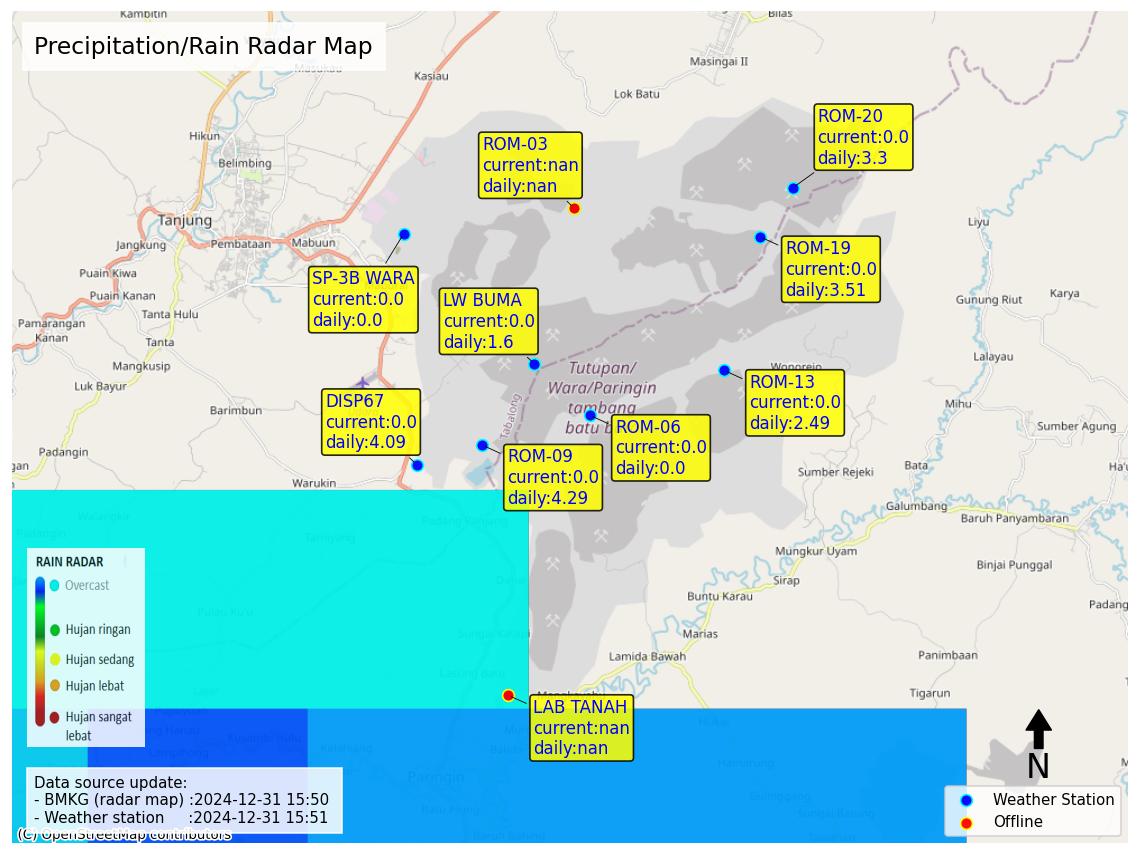 Precipitation/Rain Radar Map
Kambitin
Bilas
Masukau
Kasiau
Masingai II
Lok Batu
Hikun
Belimbing
ROM-03
current:nan
daily:nan
ROM-20
current:0.0
daily:3.3
Tanjung
Jangkung
Pembataan
Mabuun
Liyu
Puain Kiwa
Puain Kanan
SP-3B WARA
current:0.0
daily:0.0
LW BUMA
current:0.0
daily:1.6
ROM-19
current:0.0
daily:3.51
Gunung Riut
Karya
Pamarangan
Kanan
Tanta Hulu
Tanta
Mangkusip
Luk Bayur
Barimbun
Lalayau
Wonorejo
Tutupan/
Wara/Paringin
tambang
batu b
Tabalong
DISP67
current:0.0
daily:4.09
ROM-13
current:0.0
daily:2.49
ROM-06
current:0.0
daily:0.0
ROM-09
current:0.0
daily:4.29
Mihu
Sumber Agung
Padangin
Warukin
Sumber Rejeki
Bata
Ha'u
Galumbang
Baruh Panyambaran
Padang Panjang
Tamiyang
Mungkur Uyam
Binjai Punggal
Sirap
Buntu Karau
Padang
Pulau Ku'u
Marias
Lamida Bawah
Panimbaan
Tigarun
RAIN RADAR
Overcast
Hujan ringan
Hujan sedang
Hujan lebat
Hujan sangat
lebat
LAB TANAH
current:nan
daily:nan
Lampihong
Paringin
N
Data source update:
- BMKG (radar map) :2024-12-31 15:50
- Weather station :2024-12-31 15:51
(C) OpenStreetMap contributors
Weather Station
Offline